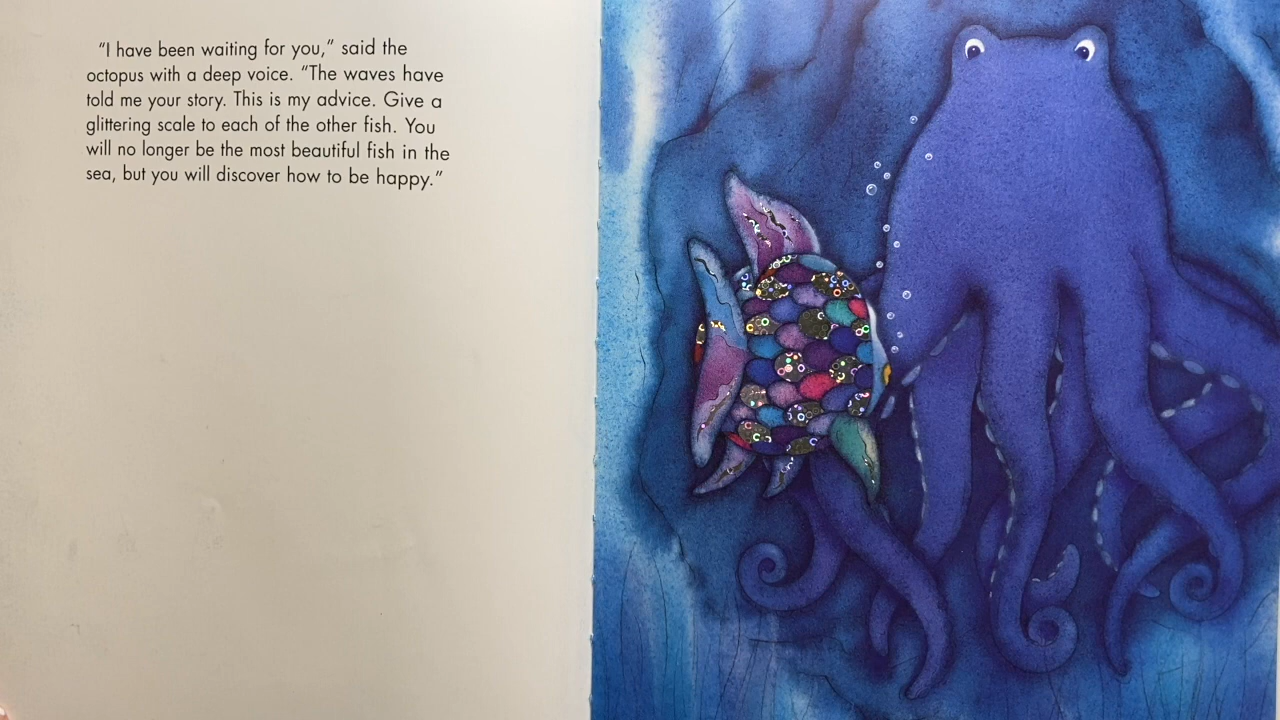 “I have been waiting for you,” said the
octopus with a deep voice. “The waves have
told me your story. This is my advice. Give a
glittering scale to each of the other fish. You
will no longer be the most beautiful fish in the
sea, but you will discover how to be happy.”